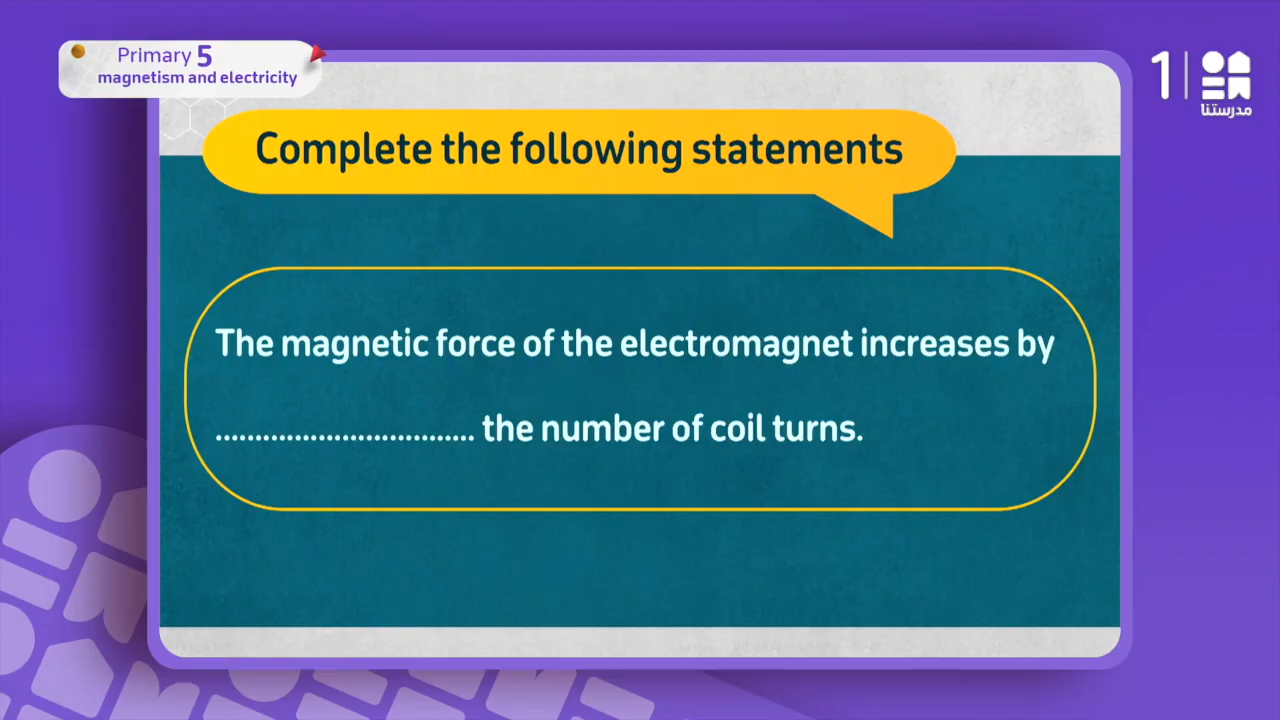 Primary 5
magnetism and electricity
1
مدرستنا
Complete the following statements
The magnetic force of the electromagnet increases by
................................. the number of coil turns.